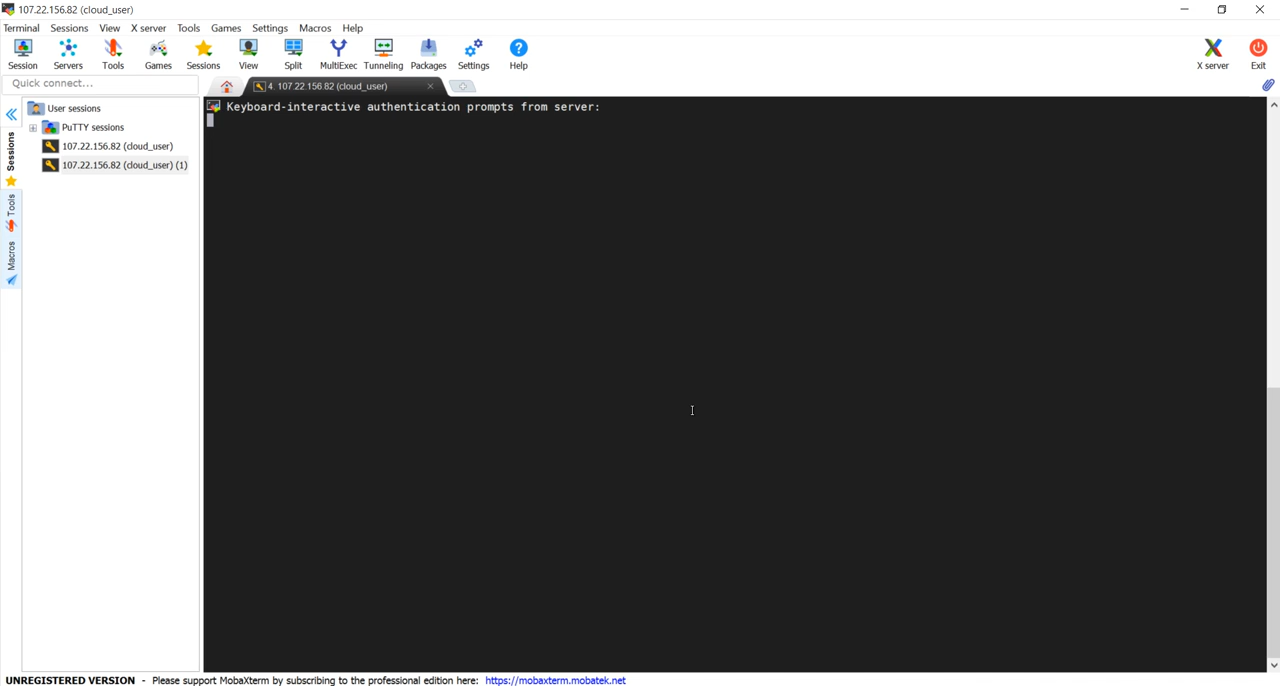 107.22.156.82 (cloud_user)
Terminal Sessions View X server Tools Games Settings Macros Help
Session Servers Tools Games Sessions View Split MultiExec Tunneling Packages Settings Help X server Exit
Quick connect...
4. 107.22.156.82 (cloud_user)
User sessions
PuTTY sessions
107.22.156.82 (cloud_user)
107.22.156.82 (cloud_user) (1)
Sessions
Tools
Macros
Keyboard-interactive authentication prompts from server:
UNREGISTERED VERSION - Please support MobaXterm by subscribing to the professional edition here: https://mobaxterm.mobatek.net